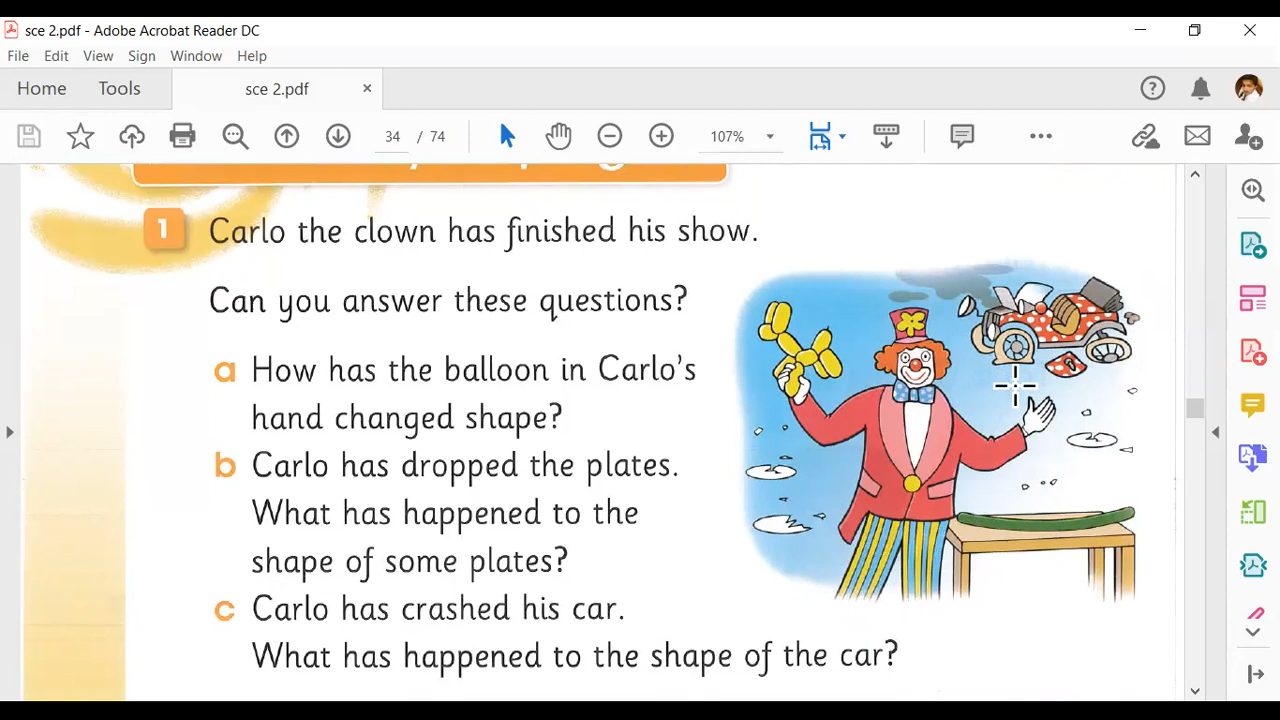 sce 2.pdf - Adobe Acrobat Reader DC
File Edit View Sign Window Help
Home Tools sce 2.pdf
34 / 74 107%
1 Carlo the clown has finished his show.
Can you answer these questions?
a How has the balloon in Carlo's
hand changed shape?
b Carlo has dropped the plates.
What has happened to the
shape of some plates?
c Carlo has crashed his car.
What has happened to the shape of the car?